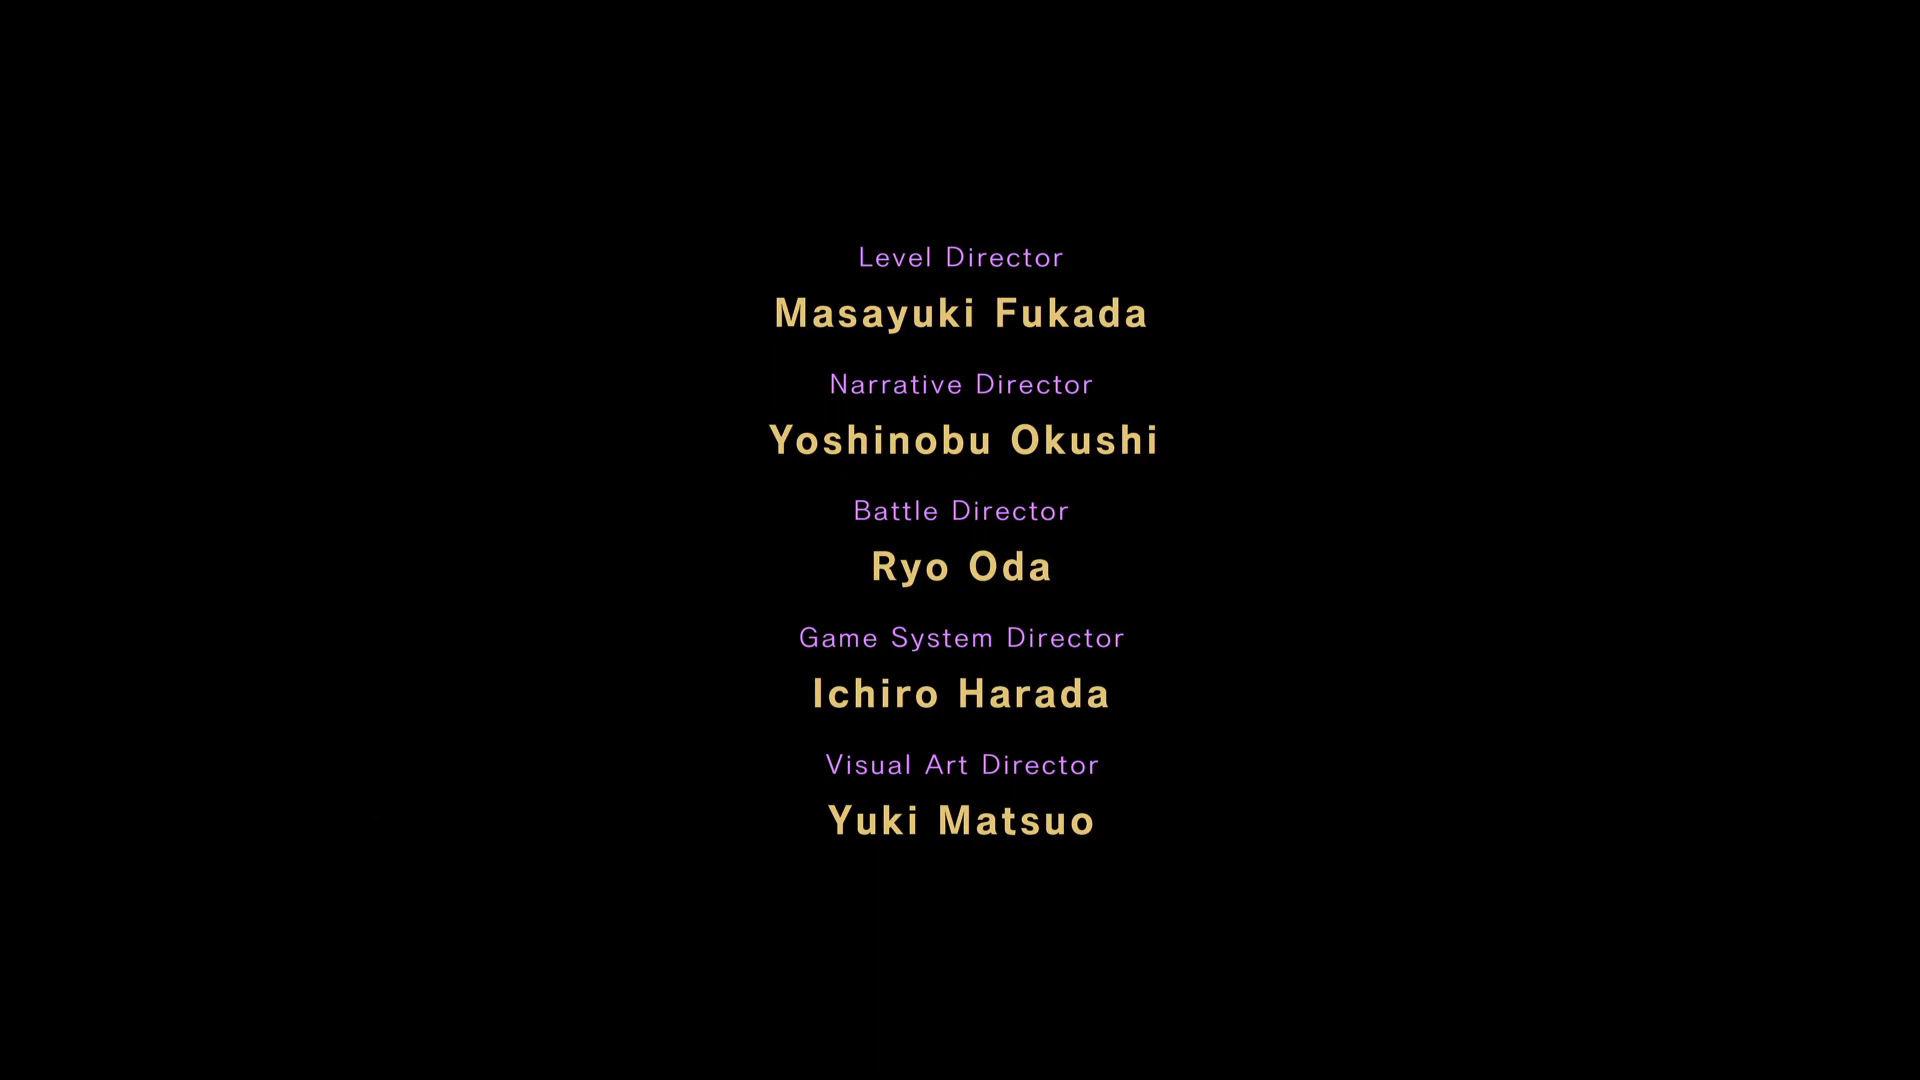 Level Director
Masayuki Fukada
Narrative Director
Yoshinobu Okushi
Battle Director
Ryo Oda
Game System Director
Ichiro Harada
Visual Art Director
Yuki Matsuo